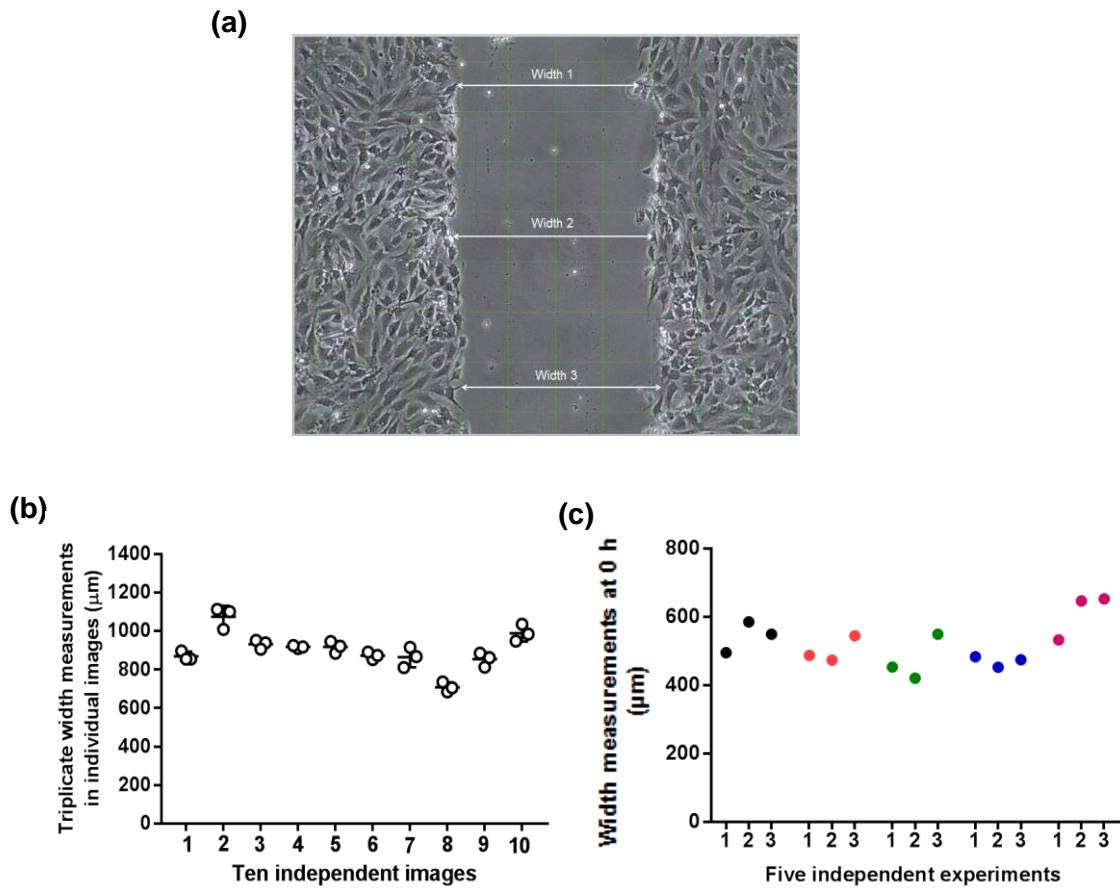 (a)
Width 1
Width 2
Width 3
(b)
Triplicate width measurements
in individual images (μm)
1400
1200
1000
800
600
400
200
0
1 2 3 4 5 6 7 8 9 10
Ten independent images
(c)
Width measurements at 0 h
(μm)
800
600
400
200
0
1 2 3 1 2 3 1 2 3 1 2 3 1 2 3
Five independent experiments